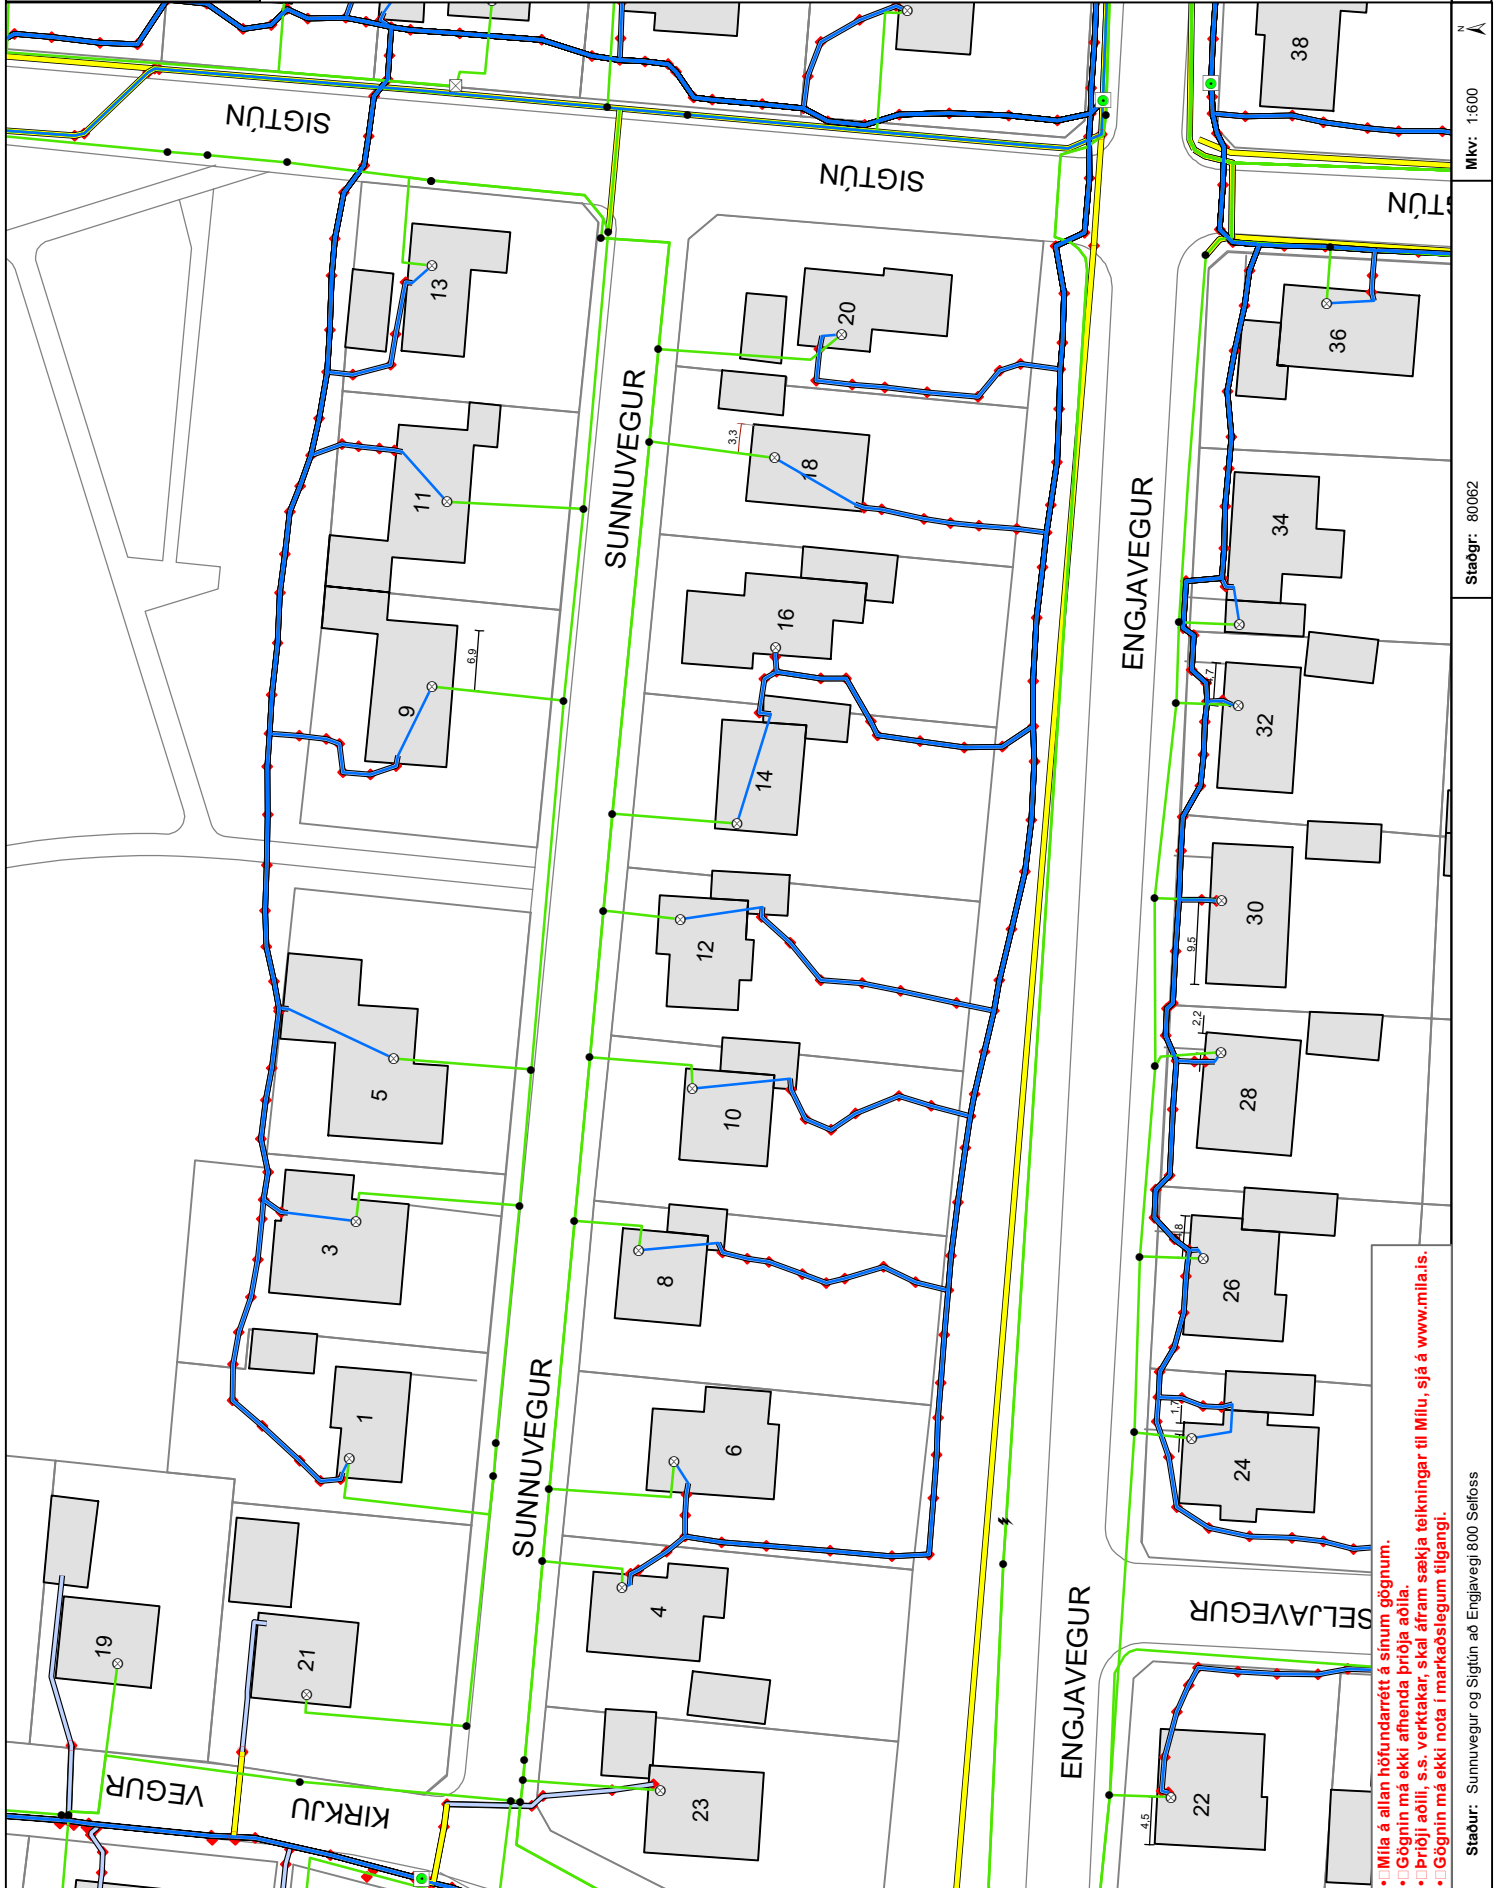 SIGTÚN
SIGTÚN
SIGTÚN
SUNNUVEGUR
SUNNUVEGUR
ENGJAVEGUR
ENGJAVEGUR
SELJAVEGUR
KIRKJU
VEGUR
38
13
20
36
11
18
3,3
34
9
6,9
16
14
32
12
30
9,5
5
10
28
2,2
3
8
26
1
6
24
1,7
19
21
4
23
22
4,5
• Míla á allan höfundarrétt á sínum gögnum.
• Gögnin má ekki afhenda þriðja aðila.
• Þriðji aðili, s.s. verktakar, skal áfram sækja teikningar til Mílu, sjá á www.mila.is.
• Gögnin má ekki nota í markaðslegum tilgangi.
Staður: Sunnuvegur og Sigtún að Engjavegi 800 Selfoss
Staðgr: 80062
Mkv: 1:600
N